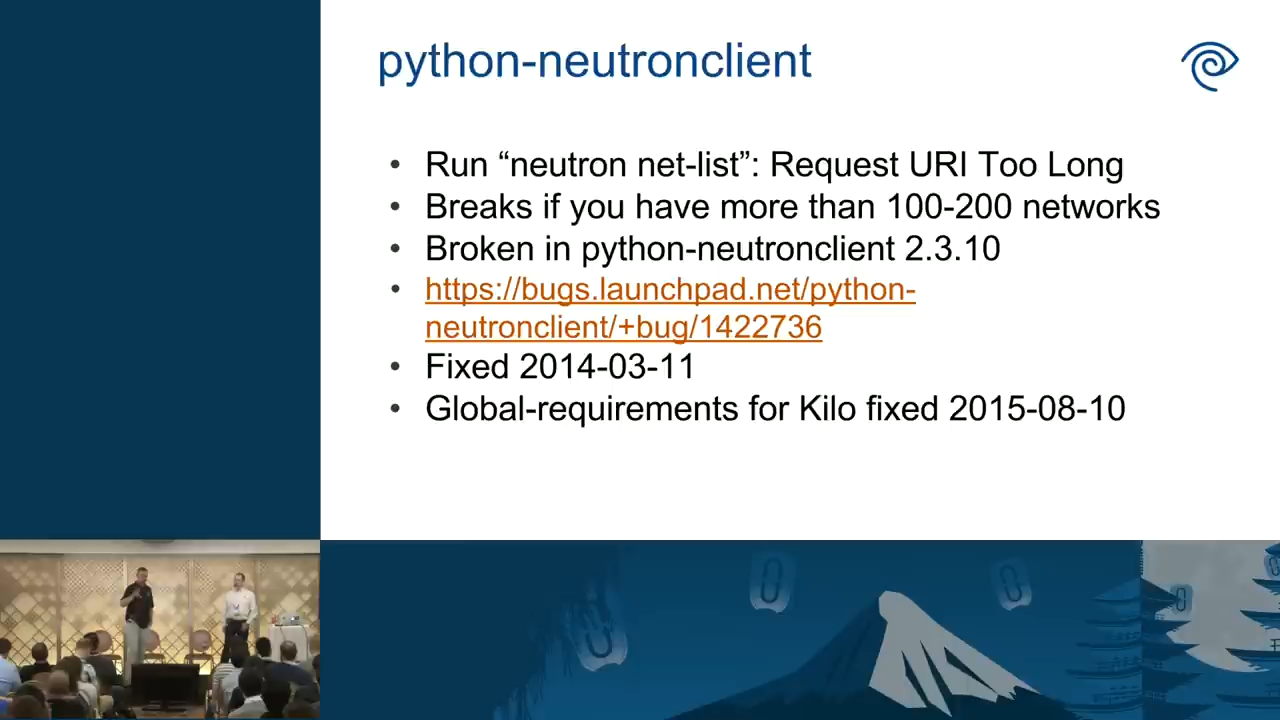 python-neutronclient
• Run “neutron net-list”: Request URI Too Long
• Breaks if you have more than 100-200 networks
• Broken in python-neutronclient 2.3.10
• https://bugs.launchpad.net/python-
neutronclient/+bug/1422736
• Fixed 2014-03-11
• Global-requirements for Kilo fixed 2015-08-10